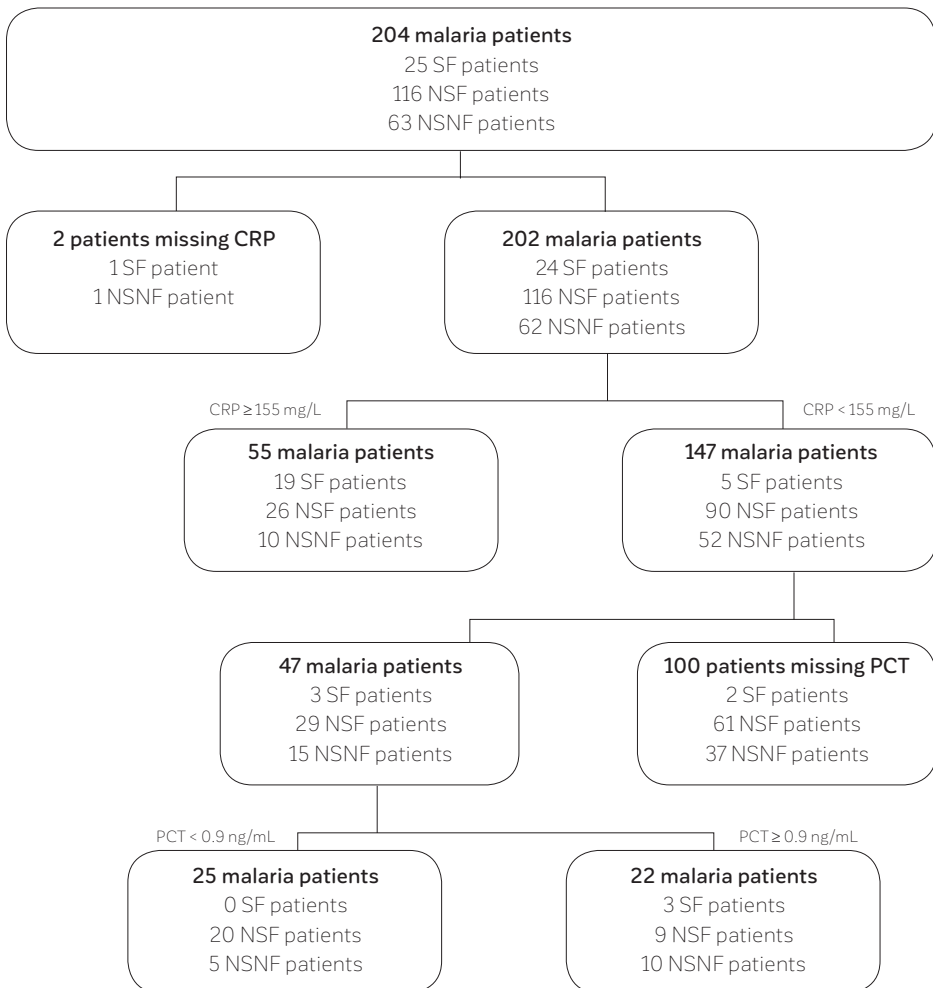 204 malaria patients
25 SF patients
116 NSF patients
63 NSNF patients
2 patients missing CRP
1 SF patient
1 NSNF patient
202 malaria patients
24 SF patients
116 NSF patients
62 NSNF patients
CRP ≥ 155 mg/L
CRP < 155 mg/L
55 malaria patients
19 SF patients
26 NSF patients
10 NSNF patients
147 malaria patients
5 SF patients
90 NSF patients
52 NSNF patients
47 malaria patients
3 SF patients
29 NSF patients
15 NSNF patients
100 patients missing PCT
2 SF patients
61 NSF patients
37 NSNF patients
PCT < 0.9 ng/mL
PCT ≥ 0.9 ng/mL
25 malaria patients
0 SF patients
20 NSF patients
5 NSNF patients
22 malaria patients
3 SF patients
9 NSF patients
10 NSNF patients